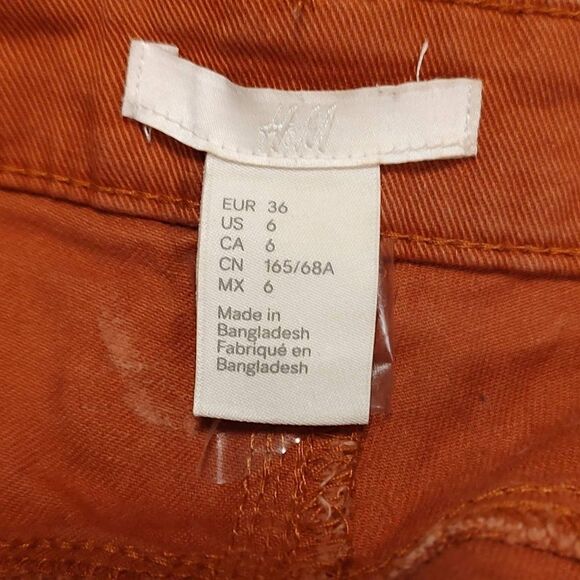 H&M
EUR 36
US 6
CA 6
CN 165/68A
MX 6
Made in
Bangladesh
Fabriqué en
Bangladesh